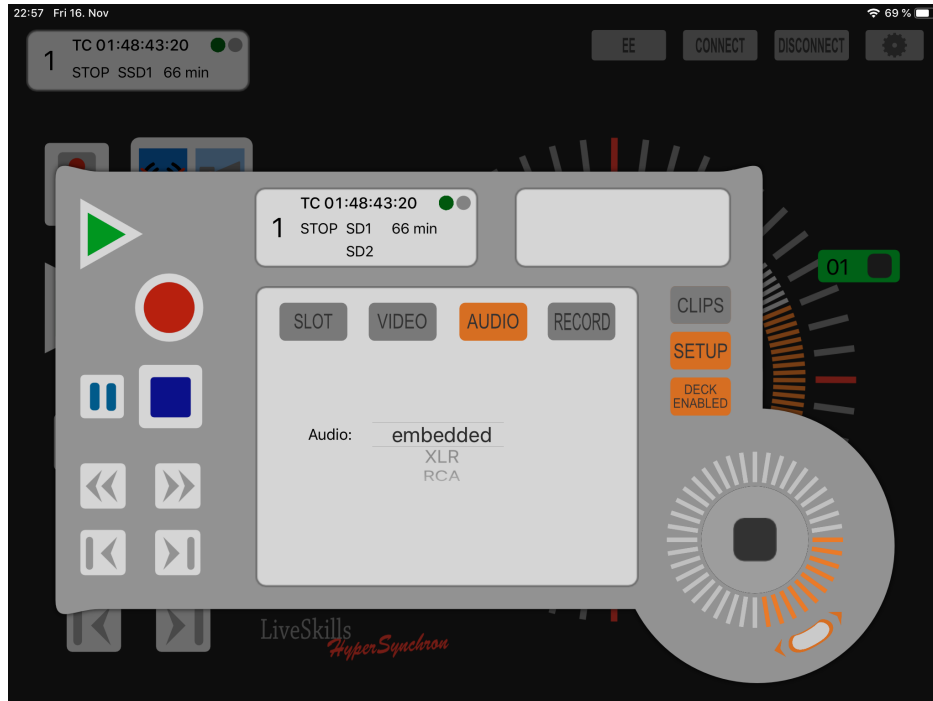 22:57 Fri 16. Nov
69 %
1
TC 01:48:43:20
STOP SSD1 66 min
EE
CONNECT
DISCONNECT
1
TC 01:48:43:20
STOP SD1 66 min
SD2
01
SLOT
VIDEO
AUDIO
RECORD
CLIPS
SETUP
DECK
ENABLED
Audio:
embedded
XLR
RCA
LiveSkills
HyperSynchron